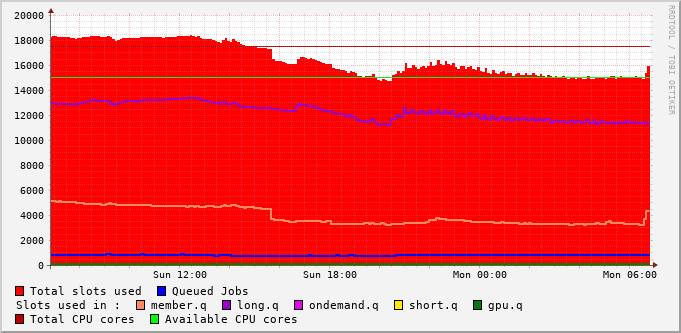 20000
18000
16000
14000
12000
10000
8000
6000
4000
2000
0
Sun 12:00 Sun 18:00 Mon 00:00 Mon 06:00
RRDTOOL / TOBI OETIKER
Total slots used Queued Jobs
Slots used in : member.q long.q ondemand.q short.q gpu.q
Total CPU cores Available CPU cores